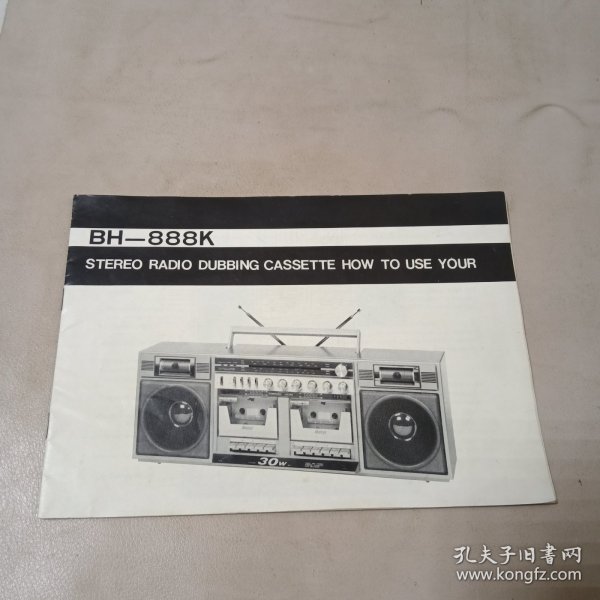 BH—888K
STEREO RADIO DUBBING CASSETTE HOW TO USE YOUR
30W
孔夫子旧书网
www.kongfz.com